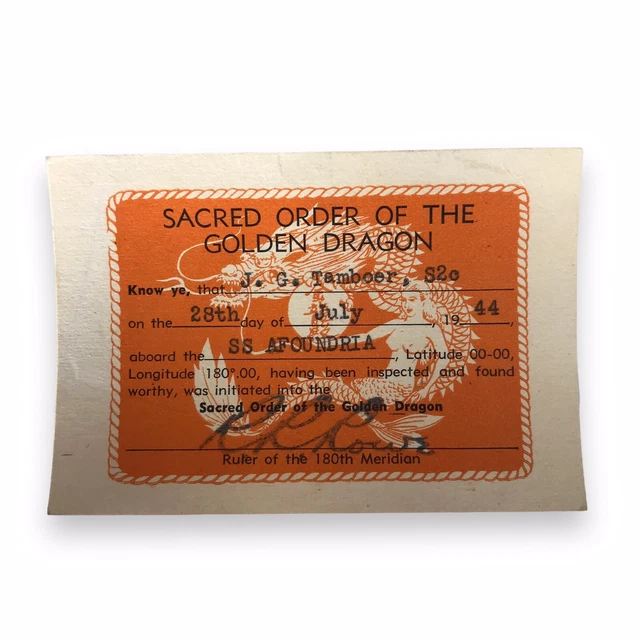 SACRED ORDER OF THE
GOLDEN DRAGON
Know ye, that J. G. Tamboer, S2c
on the 28th day of July, 1944,
aboard the SS AFOUNDRIA, Latitude 00-00,
Longitude 180°.00, having been inspected and found
worthy, was initiated into the
Sacred Order of the Golden Dragon
Ruler of the 180th Meridian